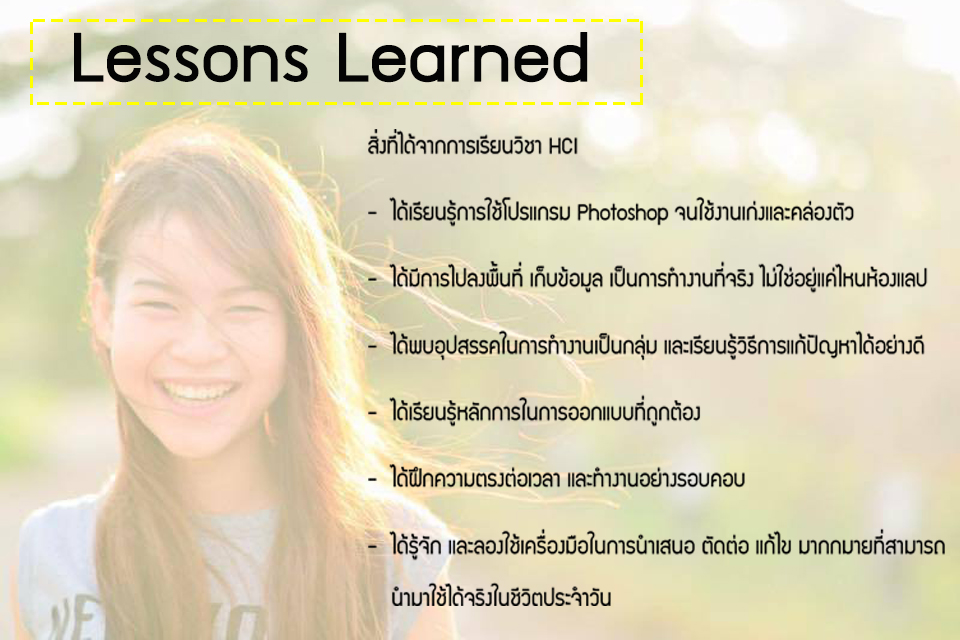 Lessons Learned
สิ่งที่ได้จากการเรียนวิชา HCI
- ได้เรียนรู้การใช้โปรแกรม Photoshop จนใช้งานเก่งและคล่องตัว
- ได้มีการไปลงพื้นที่ เก็บข้อมูล เป็นการทำงานที่จริง ไม่ใช่อยู่แค่ไหนห้องแลป
- ได้พบอุปสรรคในการทำงานเป็นกลุ่ม และเรียนรู้วิธีการแก้ปัญหาได้อย่างดี
- ได้เรียนรู้หลักการในการออกแบบที่ถูกต้อง
- ได้ฝึกความตรงต่อเวลา และทำงานอย่างรอบคอบ
- ได้รู้จัก และลองใช้เครื่องมือในการนำเสนอ ตัดต่อ แก้ไข มากกมายที่สามารถ
นำมาใช้ได้จริงในชีวิตประจำวัน